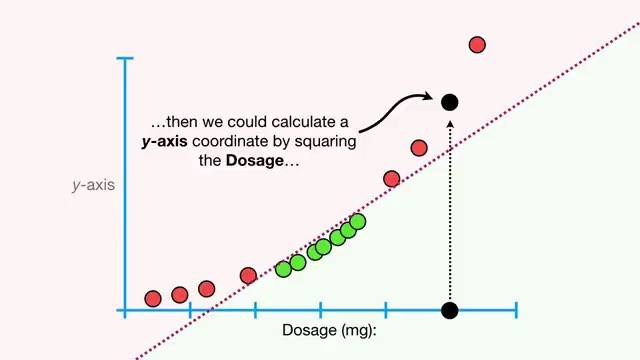 …then we could calculate a
y-axis coordinate by squaring
the Dosage…
y-axis
Dosage (mg):